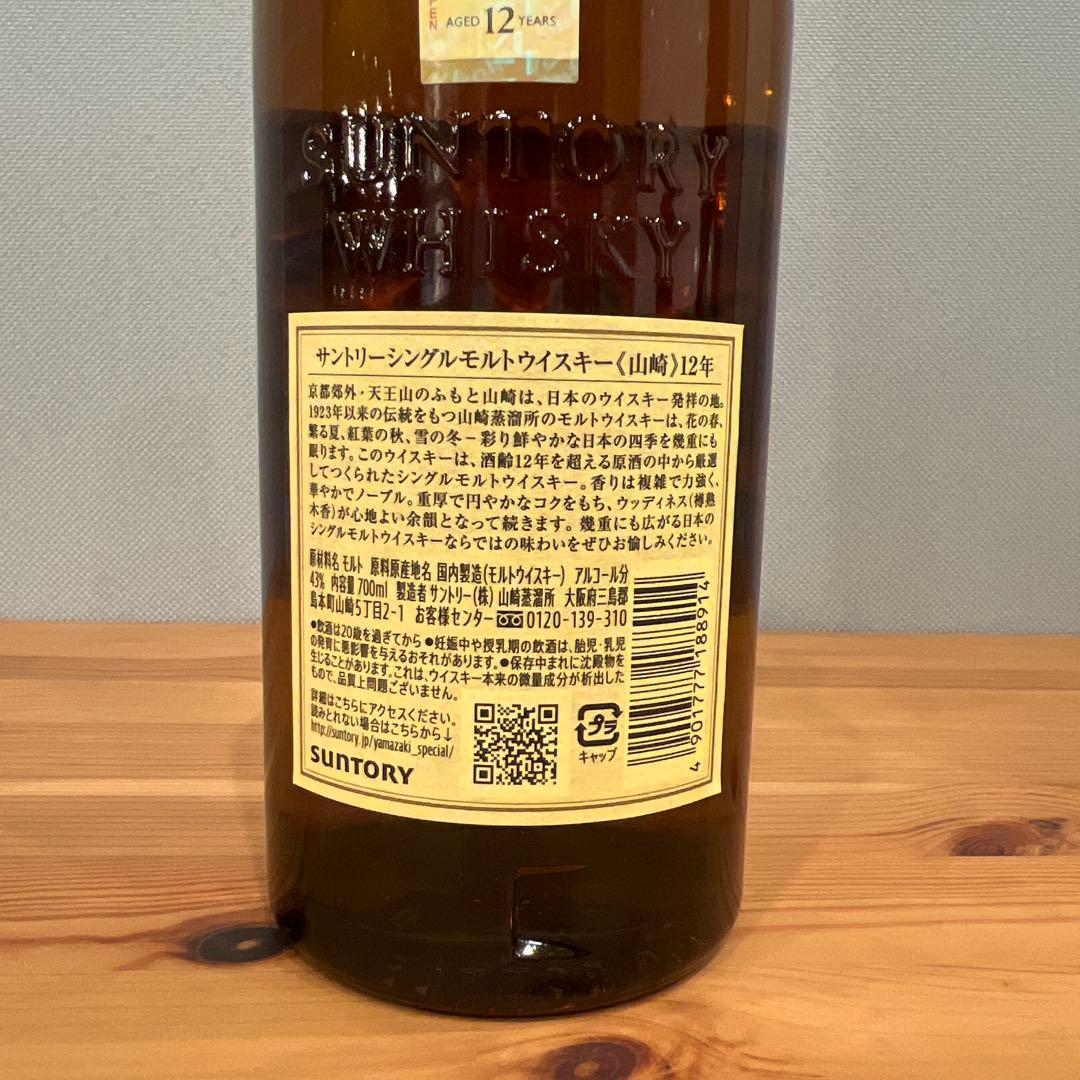 AGED 12 YEARS
SUNTORY
WHISKY
サントリーシングルモルトウイスキー《山崎》12年
京都郊外・天王山のふもと山崎は、日本のウイスキー発祥の地。
1923年以来の伝統をもつ山崎蒸溜所のモルトウイスキーは、花の春、
繁る夏、紅葉の秋、雪の冬－彩り鮮やかな日本の四季を幾重にも
眠ります。このウイスキーは、酒齢12年を超える原酒の中から厳選
してつくられたシングルモルトウイスキー。香りは複雑で力強く、
華やかでノーブル。重厚で円やかなコクをもち、ウッディネス(樽熟
木香)が心地よい余韻となって続きます。幾重にも広がる日本の
シングルモルトウイスキーならではの味わいをぜひお愉しみください。
原材料名 モルト 原料原産地名 国内製造(モルトウイスキー) アルコール分
43% 内容量 700ml 製造者 サントリー(株) 山崎蒸溜所 大阪府三島郡
島本町山崎5丁目2-1 お客様センター 0120-139-310
●飲酒は20歳を過ぎてから ●妊娠中や授乳期の飲酒は、胎児・乳児
の発育に悪影響を与えるおそれがあります。●保存中まれに沈殿物を
生じることがあります。これは、ウイスキー本来の微量成分が析出した
もので、品質上問題ございません。
詳細はこちらにアクセスください。
読みとれない場合はこちらから↓
http://suntory.jp/yamazaki_special/
SUNTORY
プラ
キャップ
4 901777 188914